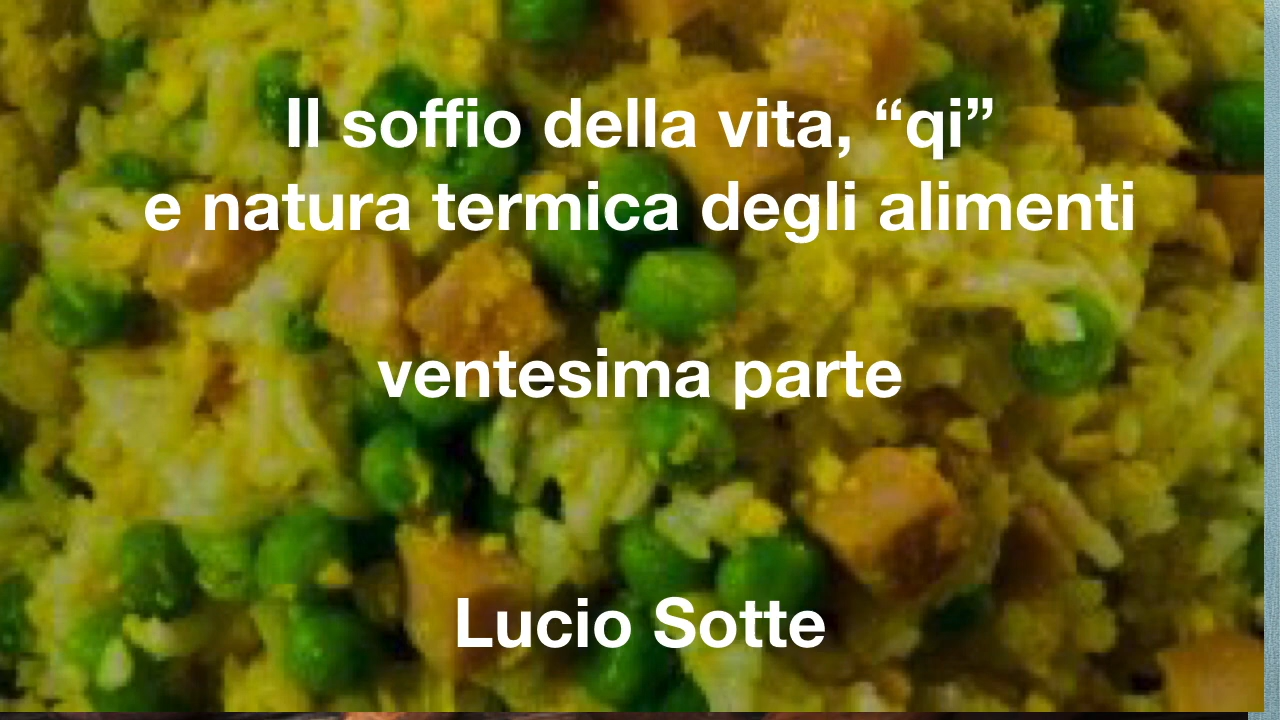 Il soffio della vita, “qi”
e natura termica degli alimenti
ventesima parte
Lucio Sotte